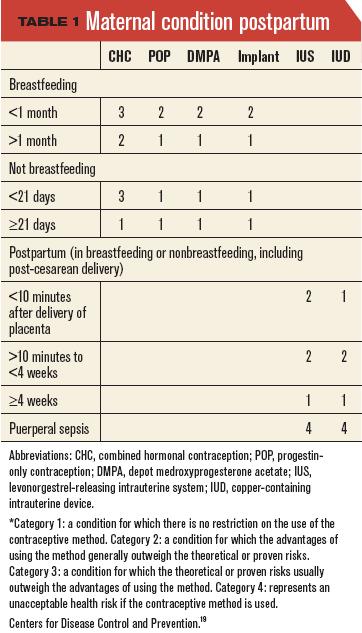 TABLE 1 Maternal condition postpartum
CHC POP DMPA Implant IUS IUD
Breastfeeding
<1 month 3 2 2 2
>1 month 2 1 1 1
Not breastfeeding
<21 days 3 1 1 1
≥21 days 1 1 1 1
Postpartum (in breastfeeding or nonbreastfeeding, including
post-cesarean delivery)
<10 minutes 2 1
after delivery of
placenta
>10 minutes to 2 2
<4 weeks
≥4 weeks 1 1
Puerperal sepsis 4 4
Abbreviations: CHC, combined hormonal contraception; POP, progestin-
only contraception; DMPA, depot medroxyprogesterone acetate; IUS,
levonorgestrel-releasing intrauterine system; IUD, copper-containing
intrauterine device.
*Category 1: a condition for which there is no restriction on the use of the
contraceptive method. Category 2: a condition for which the advantages of
using the method generally outweigh the theoretical or proven risks.
Category 3: a condition for which the theoretical or proven risks usually
outweigh the advantages of using the method. Category 4: represents an
unacceptable health risk if the contraceptive method is used.
Centers for Disease Control and Prevention.¹⁹